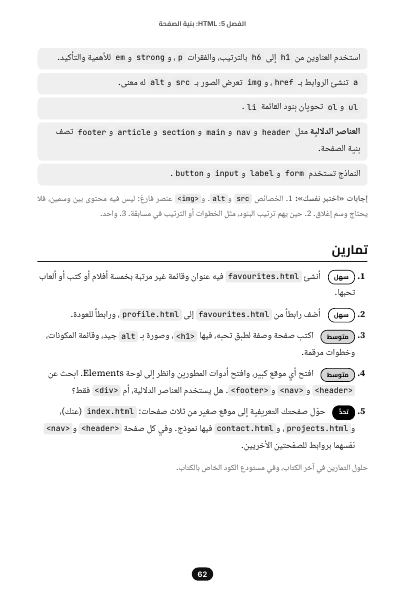 الفصل 5: HTML: بنية الصفحة
استخدم العناوين من h1 إلى h6 بالترتيب، والفقرات p، و strong و em للأهمية والتأكيد.
a تنشئ الروابط بـ href، و img تعرض الصور بـ src و alt له معنى.
ul و ol تحويان بنود القائمة li.
العناصر الدلالية مثل header و nav و main و section و article و footer تصف
بنية الصفحة.
النماذج تستخدم form و label و input و button.
إجابات «اختبر نفسك»: 1. الخصائص src و alt. و <img> عنصر فارغ: ليس فيه محتوى بين وسمين، فلا
يحتاج وسم إغلاق. 2. حين يهم ترتيب البنود، مثل الخطوات أو الترتيب في مسابقة. 3. واحد.
تمارين
1. سهل أنشئ favourites.html فيه عنوان وقائمة غير مرتبة بخمسة أفلام أو كتب أو ألعاب
تحبها.
2. سهل أضف رابطاً من favourites.html إلى profile.html، ورابطاً للعودة.
3. متوسط اكتب صفحة وصفة لطبق تحبه، فيها <h1>، وصورة بـ alt جيد، وقائمة المكونات،
وخطوات مرقمة.
4. متوسط افتح أي موقع كبير، وافتح أدوات المطورين وانظر إلى لوحة Elements. ابحث عن
<header> و <nav> و <footer>. هل يستخدم العناصر الدلالية، أم <div> فقط؟
5. تحدٍّ حوّل صفحتك التعريفية إلى موقع صغير من ثلاث صفحات: index.html (عنك)،
و projects.html، و contact.html فيها نموذج. وفي كل صفحة <header> و <nav>
نفسهما بروابط للصفحتين الأخريين.
حلول التمارين في آخر الكتاب، وفي مستودع الكود الخاص بالكتاب.
62